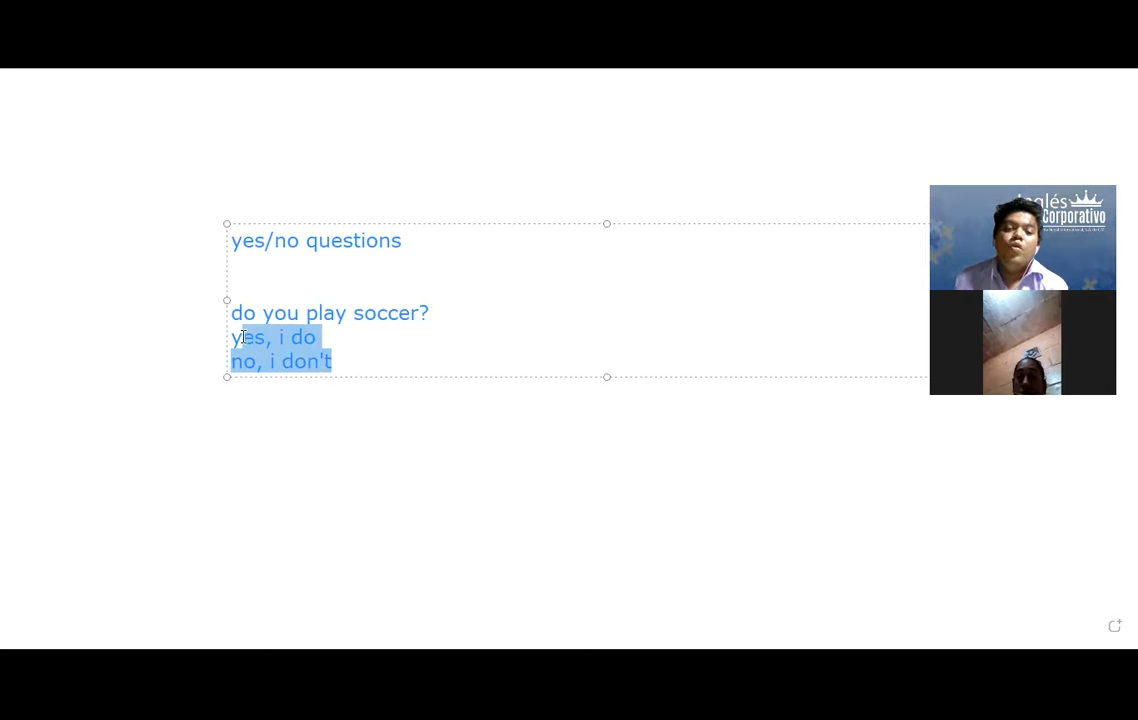 yes/no questions
do you play soccer?
yes, i do
no, i don't
Inglés
Corporativo